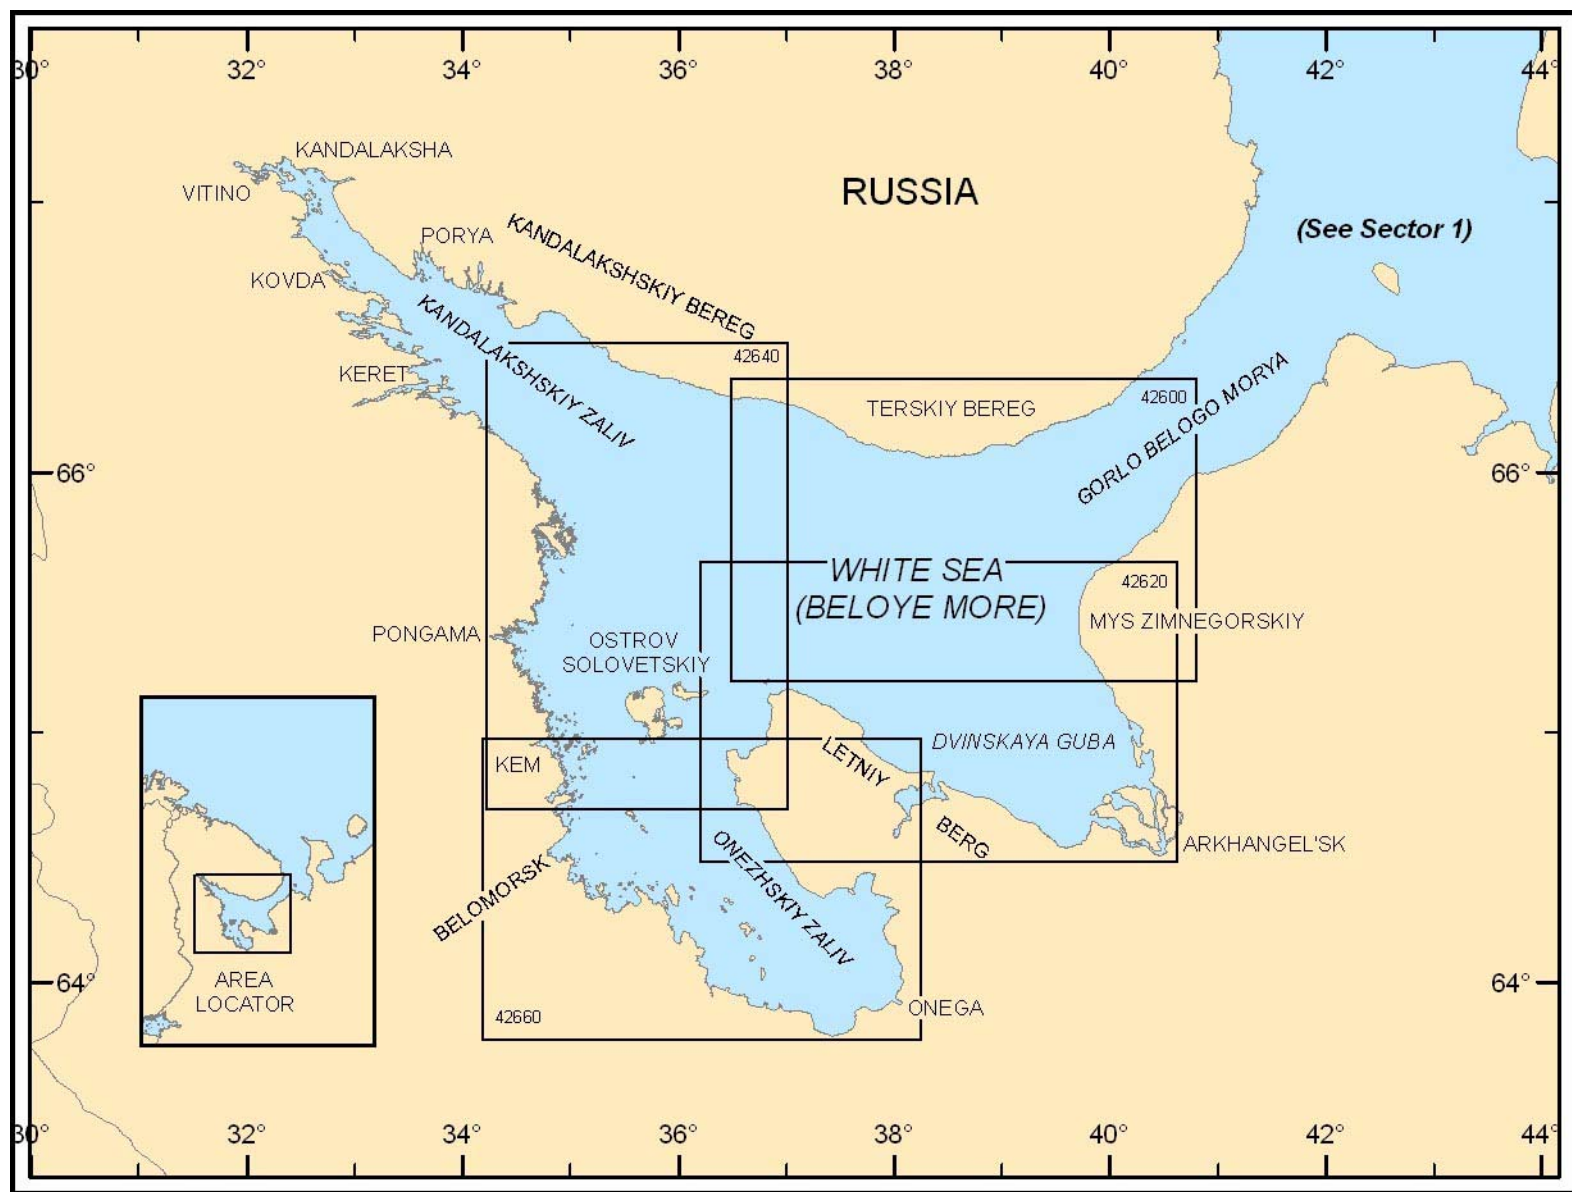 30°
32°
34°
36°
38°
40°
42°
44°
KANDALAKSHA
VITINO
RUSSIA
KANDALAKSHSKIY BEREG
PORYA
(See Sector 1)
KOVDA
KANDALAKSHSKIY ZALIV
42640
KERET
42600
TERSKIY BEREG
GORLO BELOGO MORYA
66°
66°
WHITE SEA
(BELOYE MORE)
42620
MYS ZIMNEGORSKIY
PONGAMA
OSTROV
SOLOVETSKIY
DVINSKAYA GUBA
LETNIY
BERG
KEM
ARKHANGEL'SK
BELOMORSK
ONEZHSKIY ZALIV
64°
64°
AREA
LOCATOR
ONEGA
42660
30°
32°
34°
36°
38°
40°
42°
44°